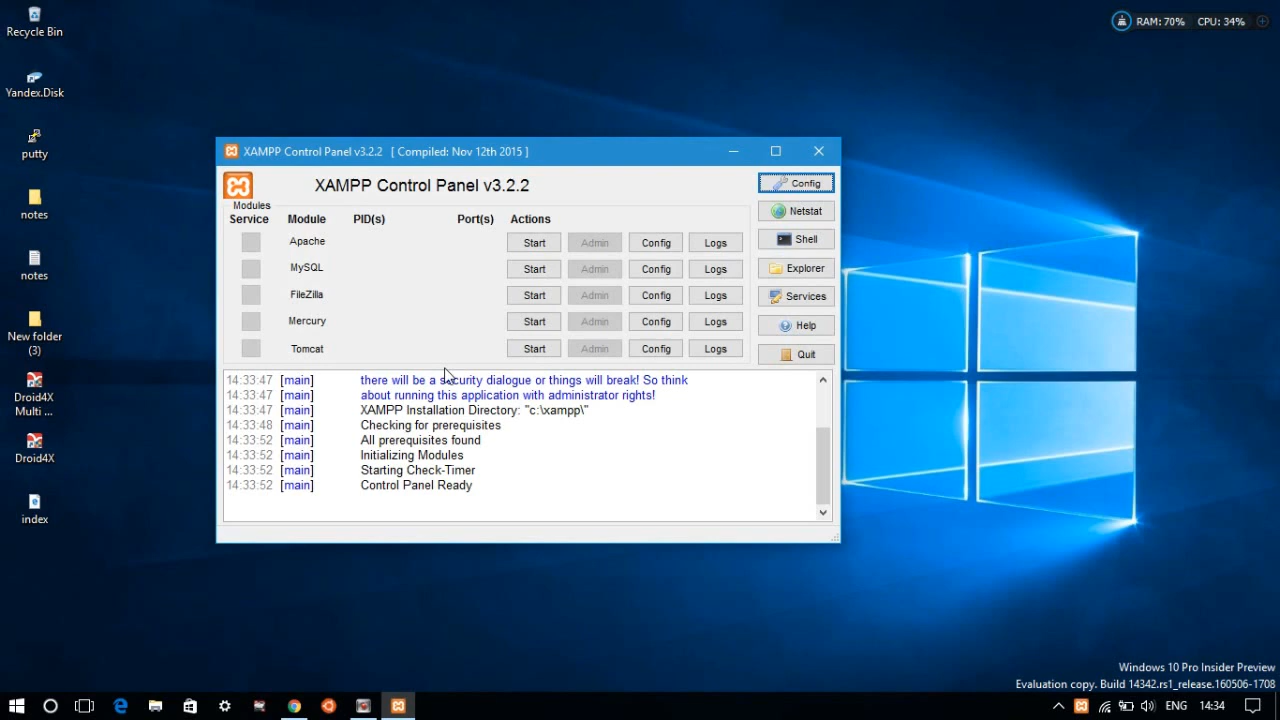 Recycle Bin
Yandex.Disk
putty
notes
notes
New folder
(3)
Droid4X
Multi ...
Droid4X
index
RAM: 70% CPU: 34%
XAMPP Control Panel v3.2.2 [ Compiled: Nov 12th 2015 ]
XAMPP Control Panel v3.2.2
Modules
Service Module PID(s) Port(s) Actions
Apache Start Admin Config Logs
MySQL Start Admin Config Logs
FileZilla Start Admin Config Logs
Mercury Start Admin Config Logs
Tomcat Start Admin Config Logs
Config
Netstat
Shell
Explorer
Services
Help
Quit
14:33:47 [main] there will be a security dialogue or things will break! So think
14:33:47 [main] about running this application with administrator rights!
14:33:47 [main] XAMPP Installation Directory: "c:\xampp\"
14:33:48 [main] Checking for prerequisites
14:33:52 [main] All prerequisites found
14:33:52 [main] Initializing Modules
14:33:52 [main] Starting Check-Timer
14:33:52 [main] Control Panel Ready
Windows 10 Pro Insider Preview
Evaluation copy. Build 14342.rs1_release.160506-1708
ENG 14:34